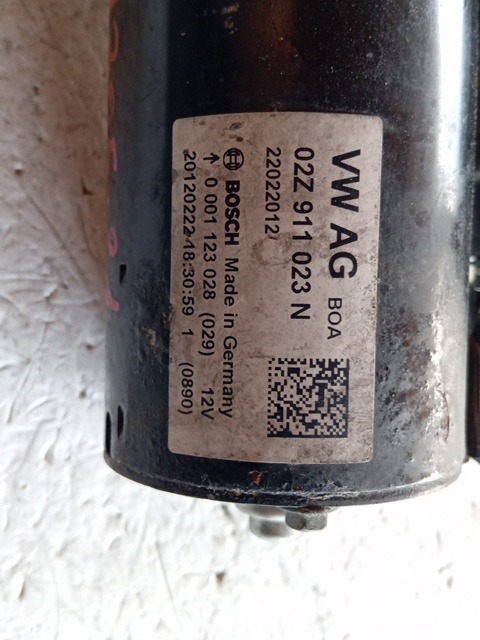 VW AG BOA
02Z 911 023 N
22022012
BOSCH Made in Germany
↑ 0 001 123 028 (029) 12V
20120222 18:30:59 1 (0890)